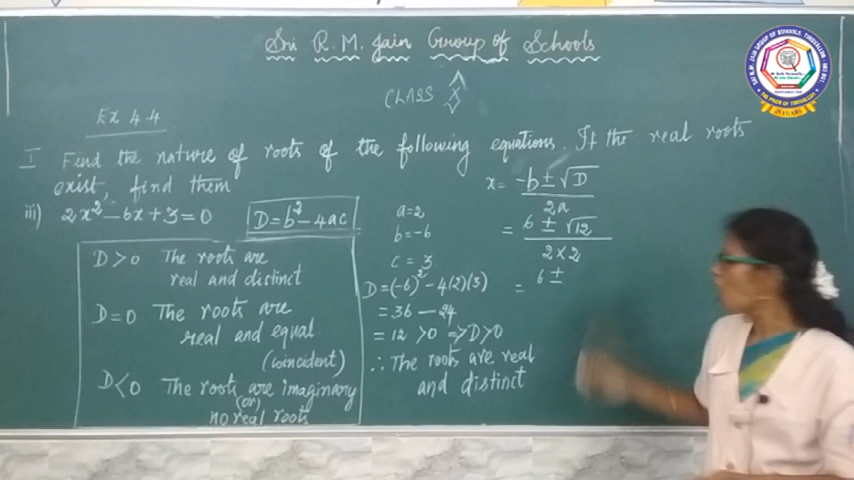 Sri R. M. Jain Group of Schools
CLASS X
Ex 4.4
I Find the nature of roots of the following equations. If the real roots
exist, find them
iii) 2x² - 6x + 3 = 0
D = b² - 4ac
D > 0 The roots are
real and distinct
D = 0 The roots are
real and equal
(coincident)
D < 0 The roots are imaginary
(or)
no real roots
a = 2
b = -6
c = 3
D = (-6)² - 4(2)(3)
= 36 - 24
= 12 > 0 => D > 0
∴ The roots are real
and distinct
x = -b ± √D
2a
= 6 ± √12
2 × 2
= 6 ±